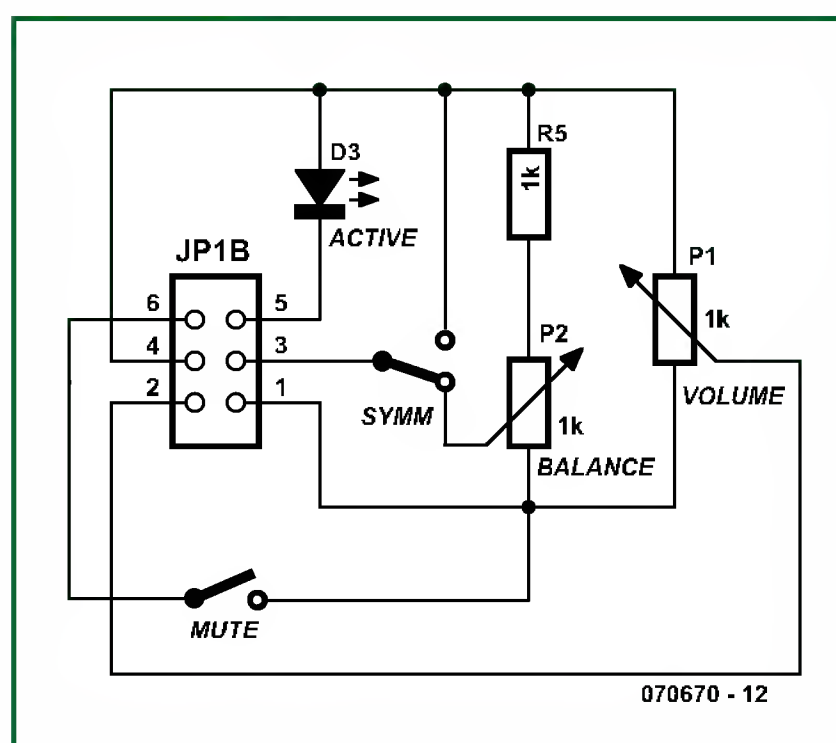 D3
R5
1k
ACTIVE
JP1B
P1
6
5
1k
P2
4
3
2
1
SYMM
1k
VOLUME
BALANCE
MUTE
070670 - 12